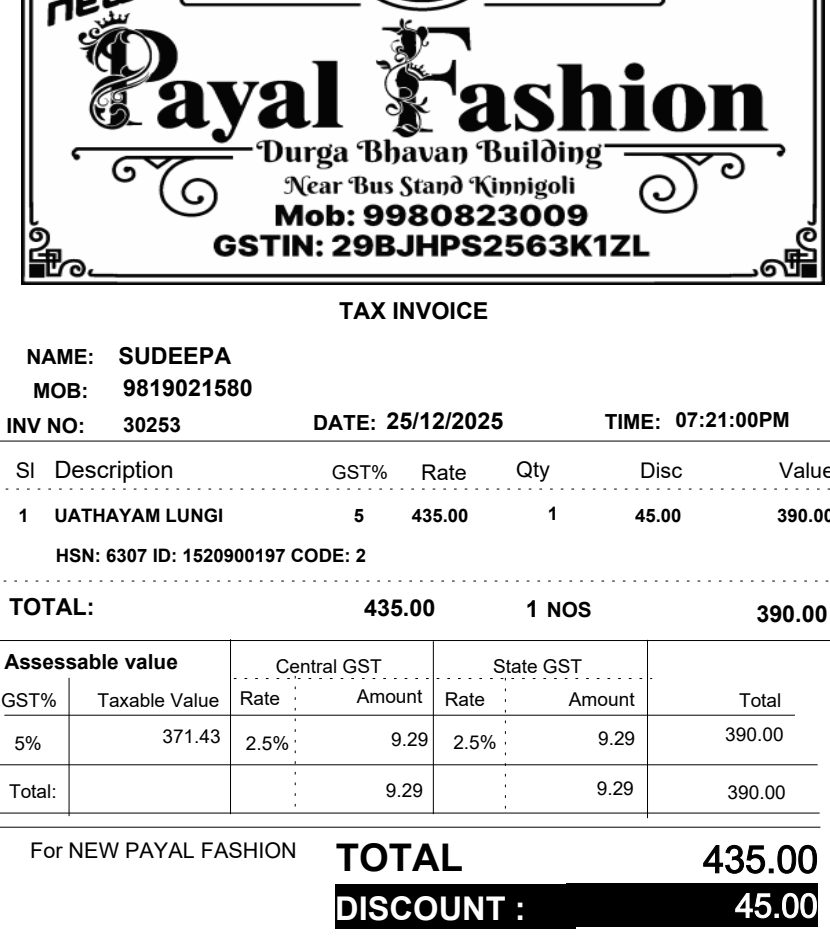 new
Payal Fashion
Durga Bhavan Building
Near Bus Stand Kinnigoli
Mob: 9980823009
GSTIN: 29BJHPS2563K1ZL
TAX INVOICE
NAME: SUDEEPA
MOB: 9819021580
INV NO: 30253 DATE: 25/12/2025 TIME: 07:21:00PM
Sl Description GST% Rate Qty Disc Value
1 UATHAYAM LUNGI 5 435.00 1 45.00 390.00
HSN: 6307 ID: 1520900197 CODE: 2
TOTAL: 435.00 1 NOS 390.00
Assessable value Central GST State GST
GST% Taxable Value Rate Amount Rate Amount Total
5% 371.43 2.5% 9.29 2.5% 9.29 390.00
Total: 9.29 9.29 390.00
For NEW PAYAL FASHION TOTAL 435.00
DISCOUNT : 45.00